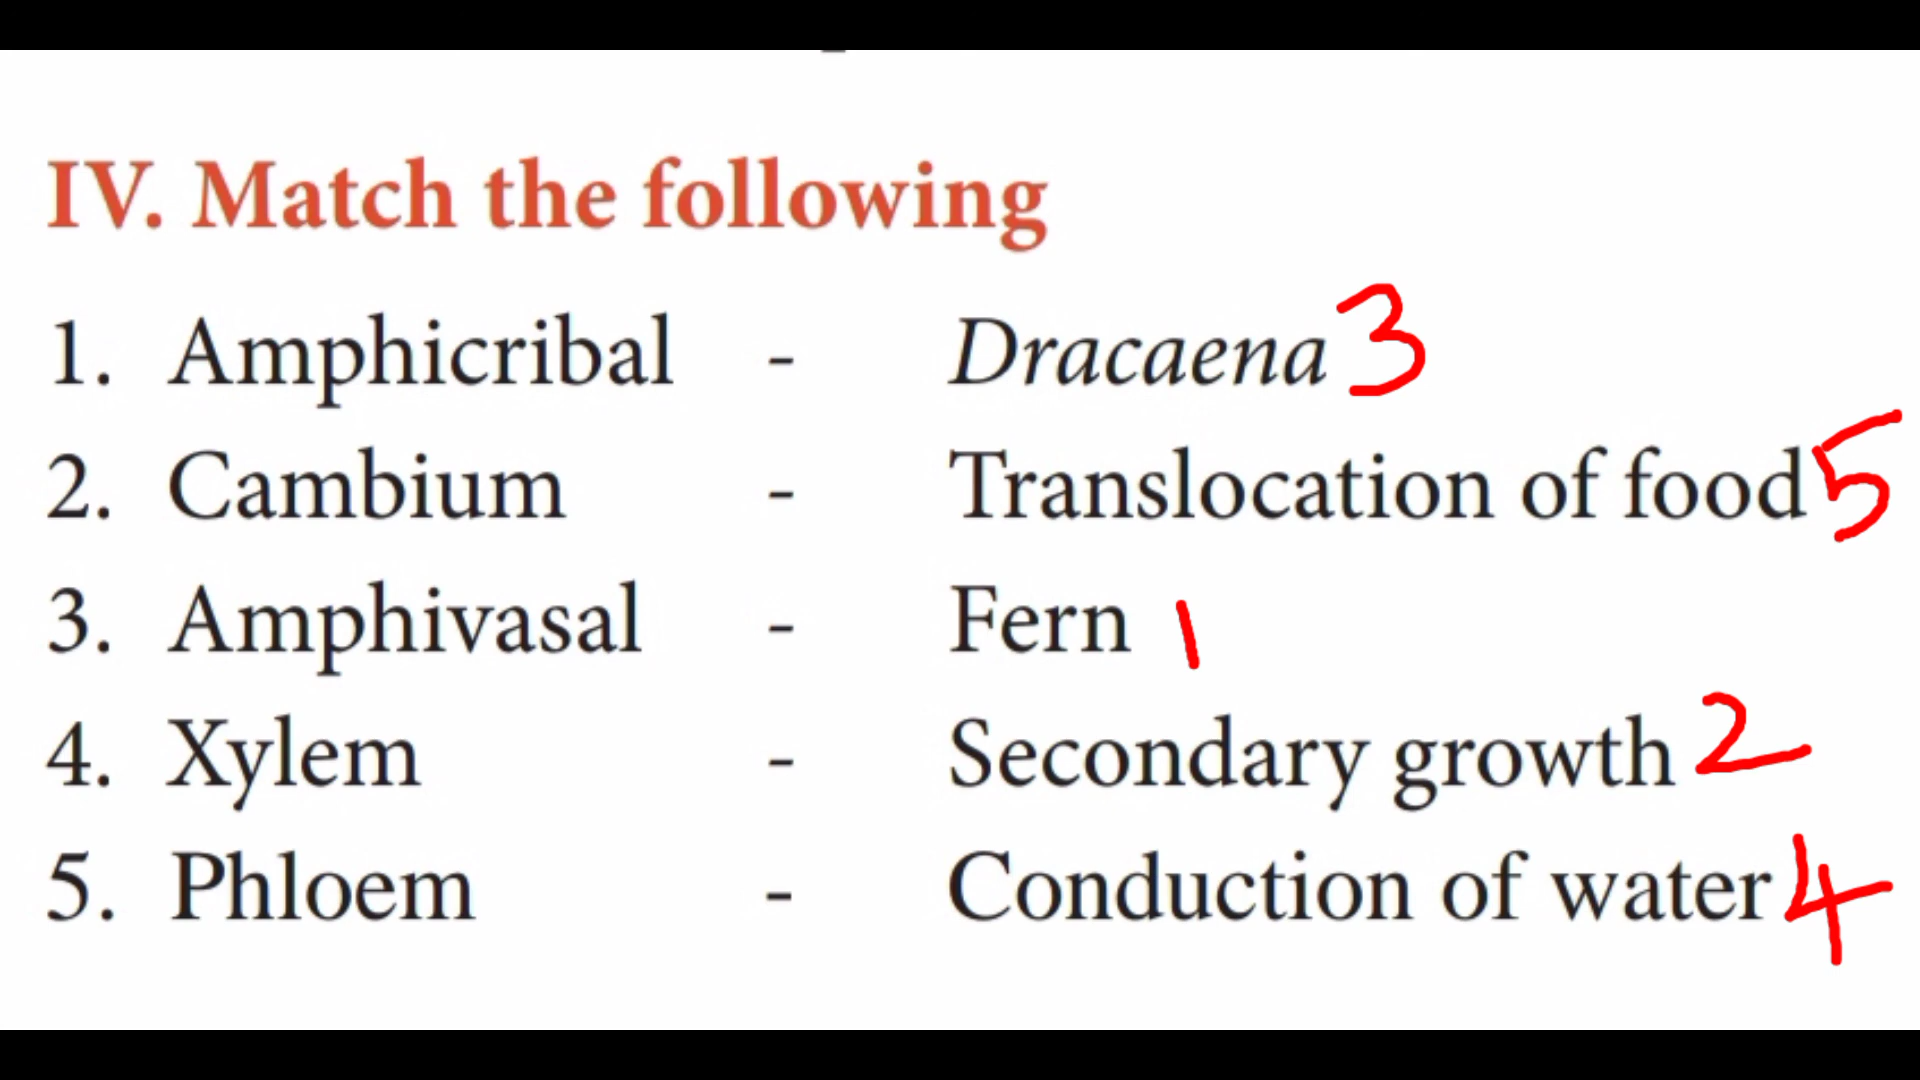 IV. Match the following
1. Amphicribal - Dracaena 3
2. Cambium - Translocation of food 5
3. Amphivasal - Fern 1
4. Xylem - Secondary growth 2
5. Phloem - Conduction of water 4